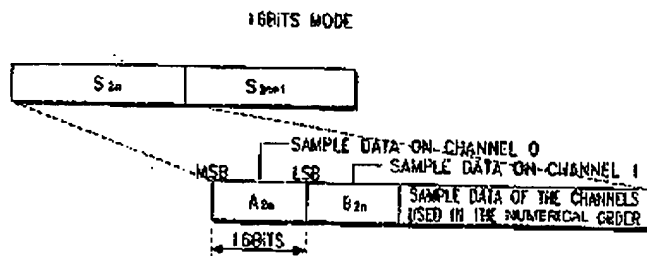 16BiTS MODE
S2n S2n+1
SAMPLE DATA ON CHANNEL 0
SAMPLE DATA ON CHANNEL 1
MSB LSB
A2n B2n SAMPLE DATA OF THE CHANNELS
USED IN THE NUMERICAL ORDER
16BiTS